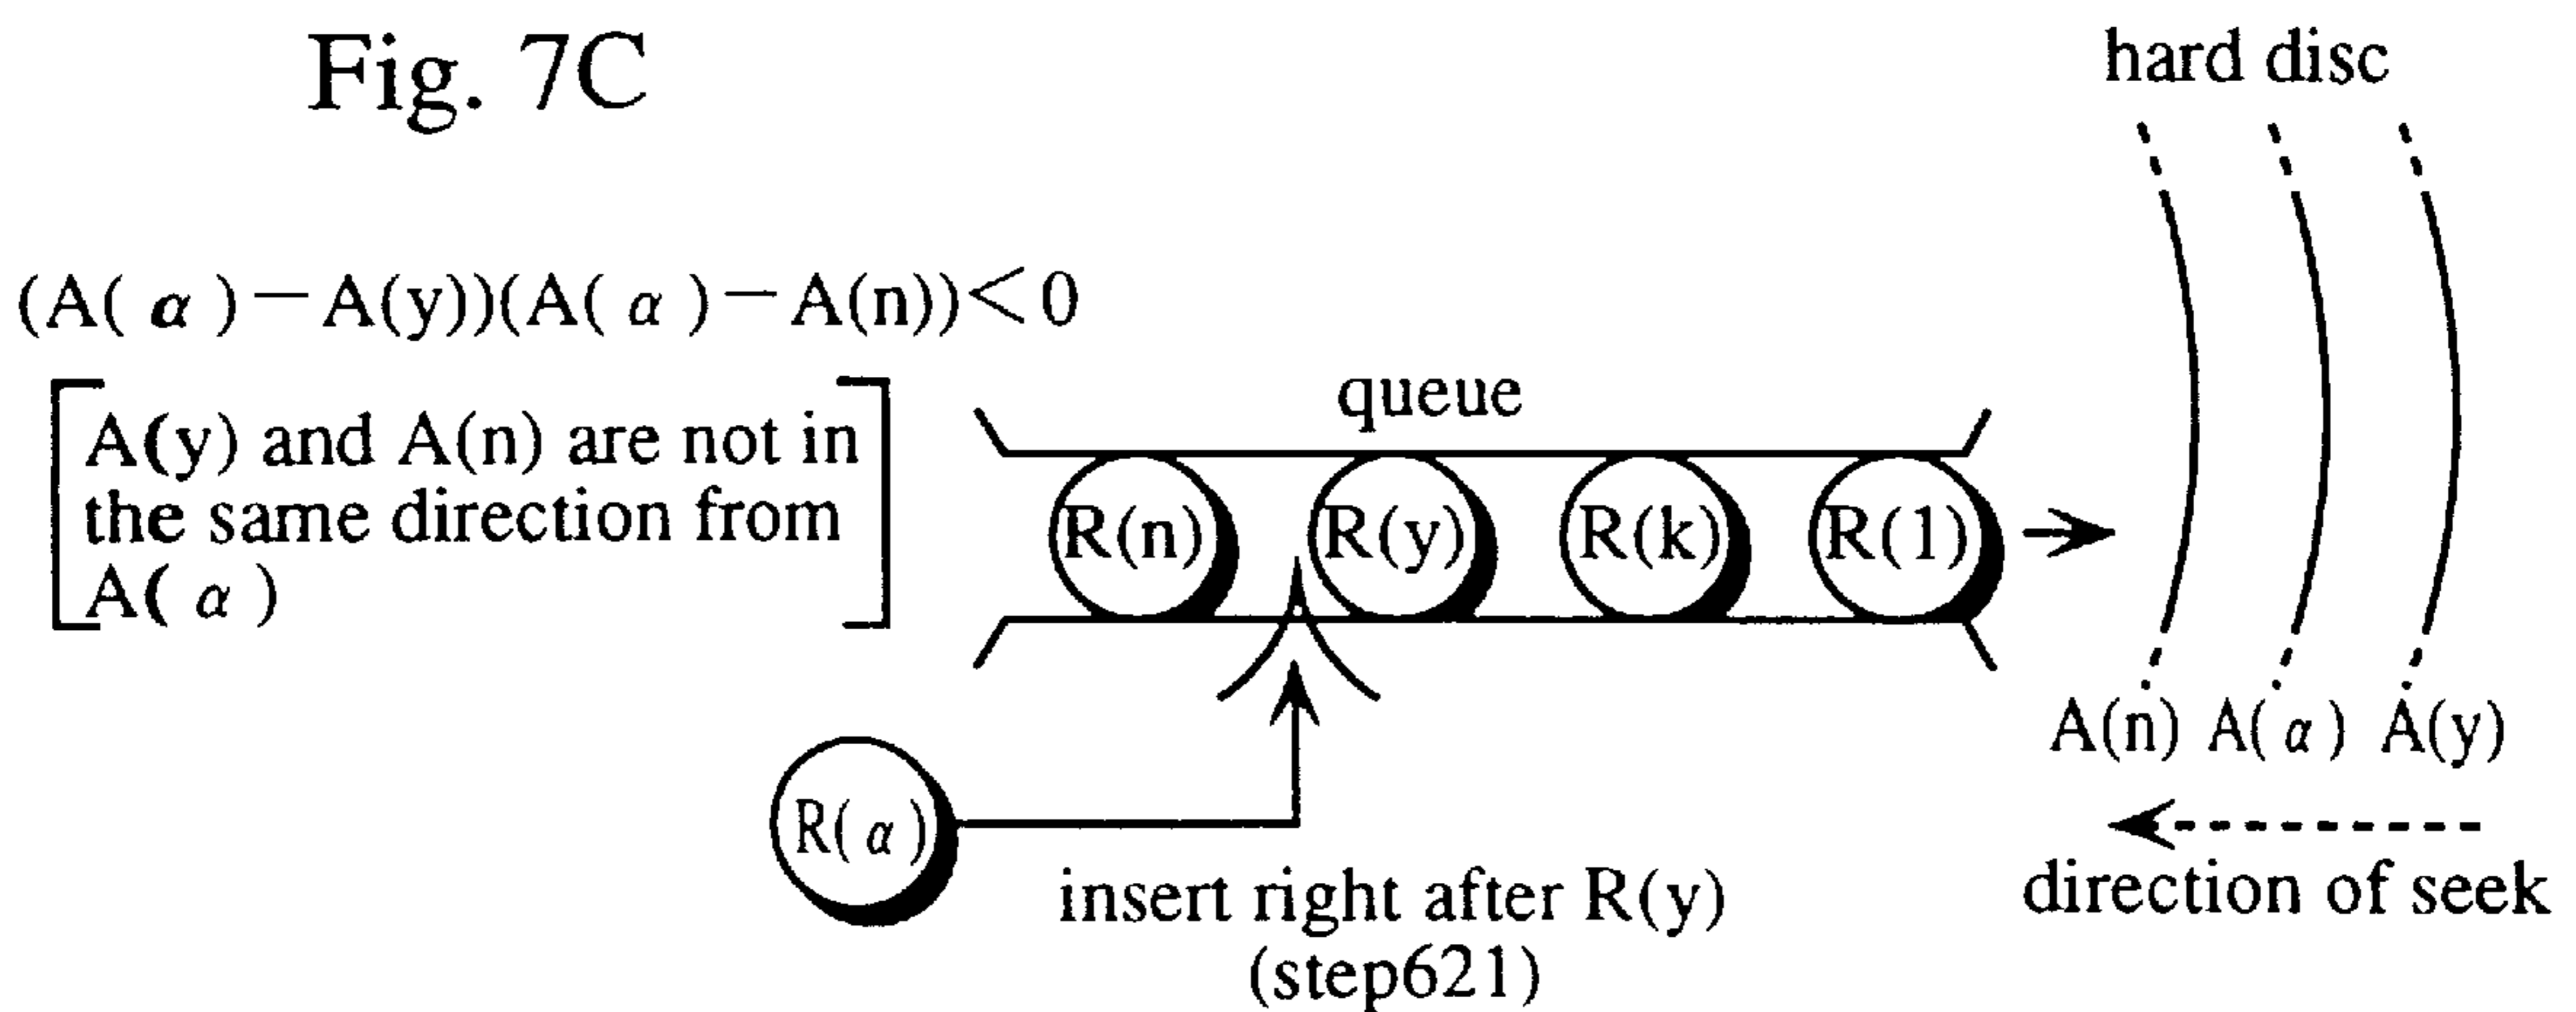 Fig. 7C
hard disc
(A(α)−A(y))(A(α)−A(n))<0
A(y) and A(n) are not in
the same direction from
A(α)
queue
R(n) R(y) R(k) R(1)
A(n) A(α) A(y)
R(α)
insert right after R(y)
(step621)
direction of seek